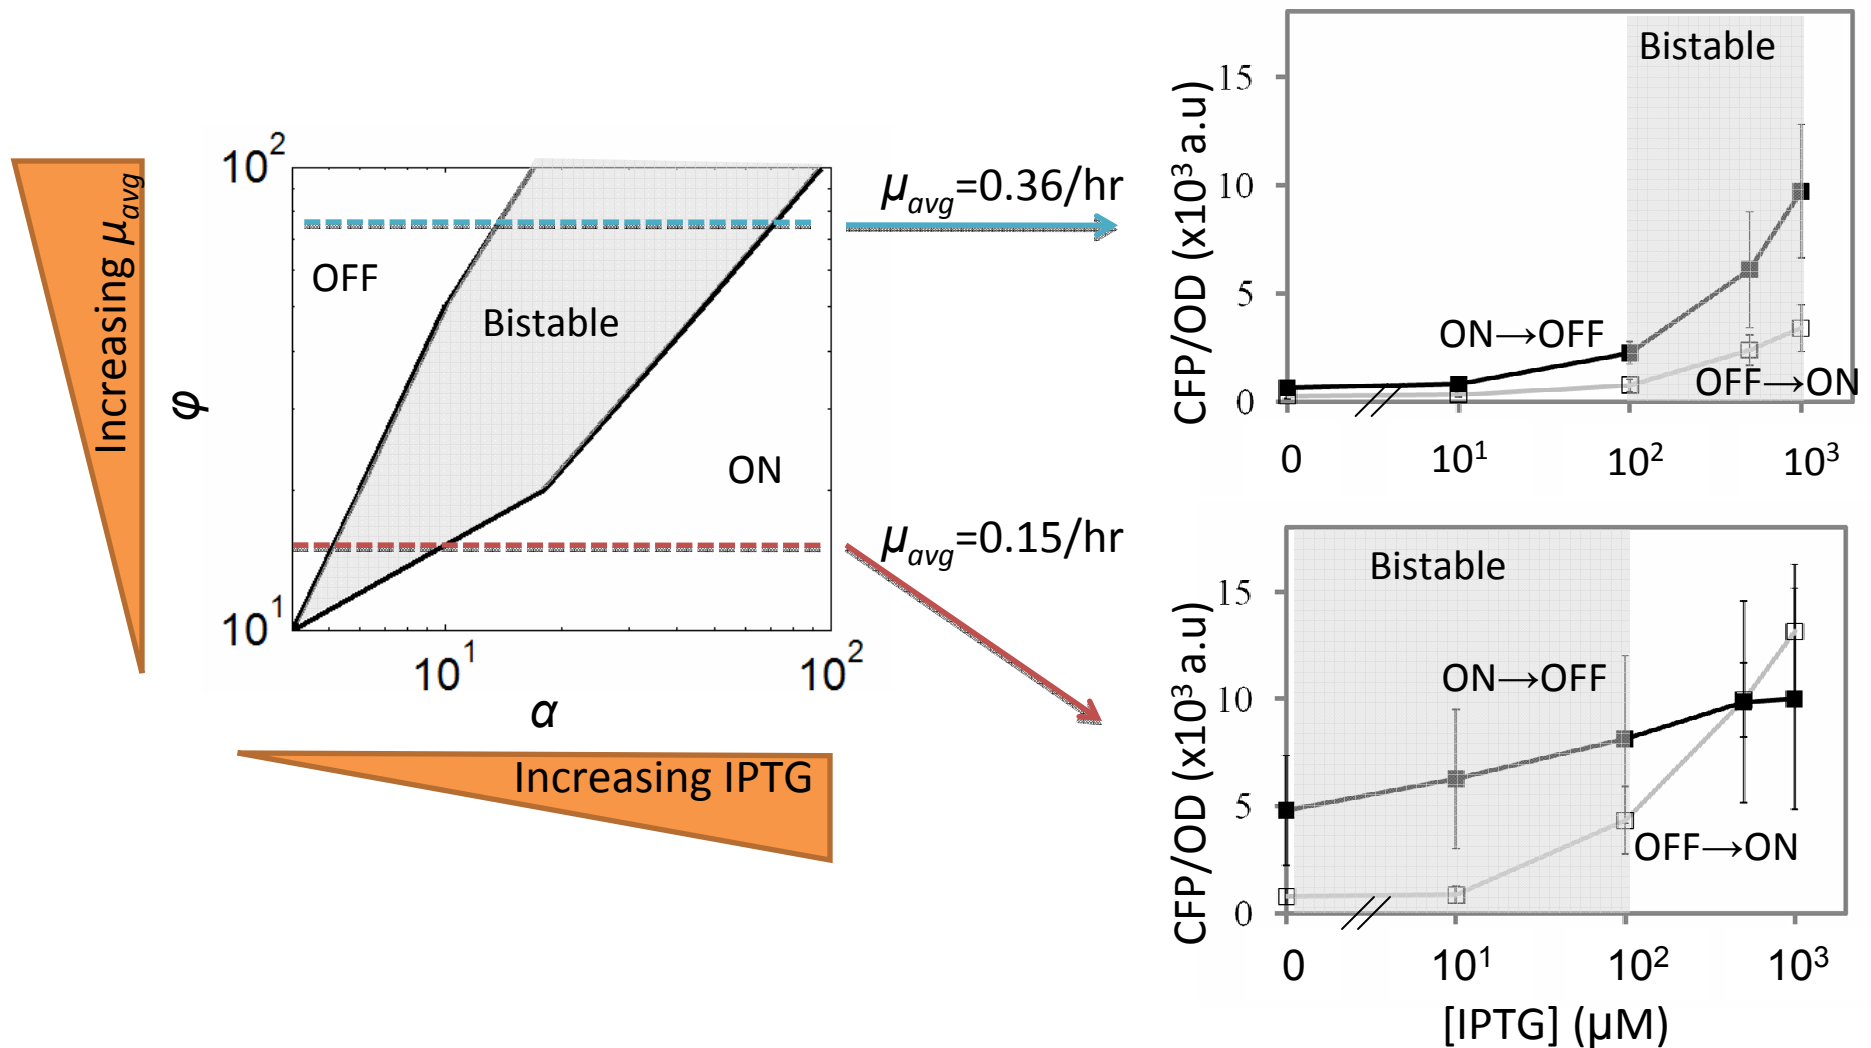 Increasing μavg
10²
φ
10¹
OFF
Bistable
ON
10¹
10²
α
Increasing IPTG
μavg=0.36/hr
μavg=0.15/hr
CFP/OD (x10³ a.u)
15
10
5
0
Bistable
ON→OFF
OFF→ON
0
10¹
10²
10³
CFP/OD (x10³ a.u)
15
10
5
0
Bistable
ON→OFF
OFF→ON
0
10¹
10²
10³
[IPTG] (μM)